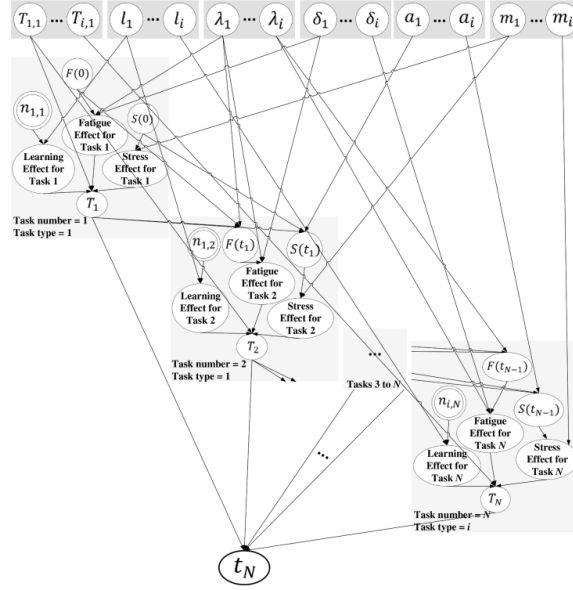 T₁,₁ ... Tᵢ,₁ l₁ ... lᵢ λ₁ ... λᵢ δ₁ ... δᵢ a₁ ... aᵢ m₁ ... mᵢ
F(0)
n₁,₁
S(0)
Fatigue
Effect for
Task 1
Learning
Effect for
Task 1
Stress
Effect for
Task 1
T₁
Task number = 1
Task type = 1
n₁,₂
F(t₁)
S(t₁)
Fatigue
Effect for
Task 2
Learning
Effect for
Task 2
Stress
Effect for
Task 2
T₂
Task number = 2
Task type = 1
...
Tasks 3 to N
...
F(t_{N−1})
nᵢ,N
S(t_{N−1})
Fatigue
Effect for
Task N
Learning
Effect for
Task N
Stress
Effect for
Task N
T_N
Task number = N
Task type = i
t_N